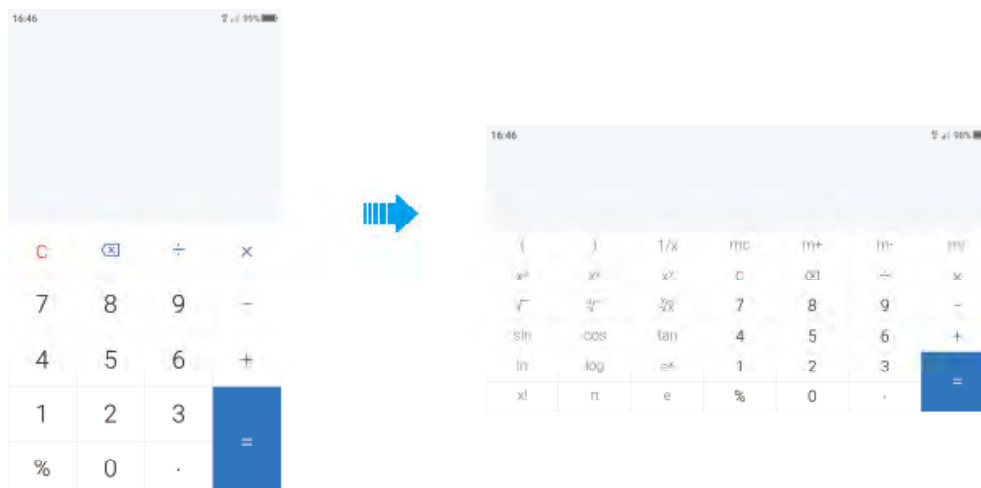 16:46 99%
C ÷ ×
7 8 9 −
4 5 6 +
1 2 3 =
% 0 .
16:46 98%
( ) 1/x mc m+ m- mr
x² x³ xʸ C ÷ ×
√ ∛ ʸ√x 7 8 9 −
sin cos tan 4 5 6 +
ln log eˣ 1 2 3 =
x! π e % 0 .